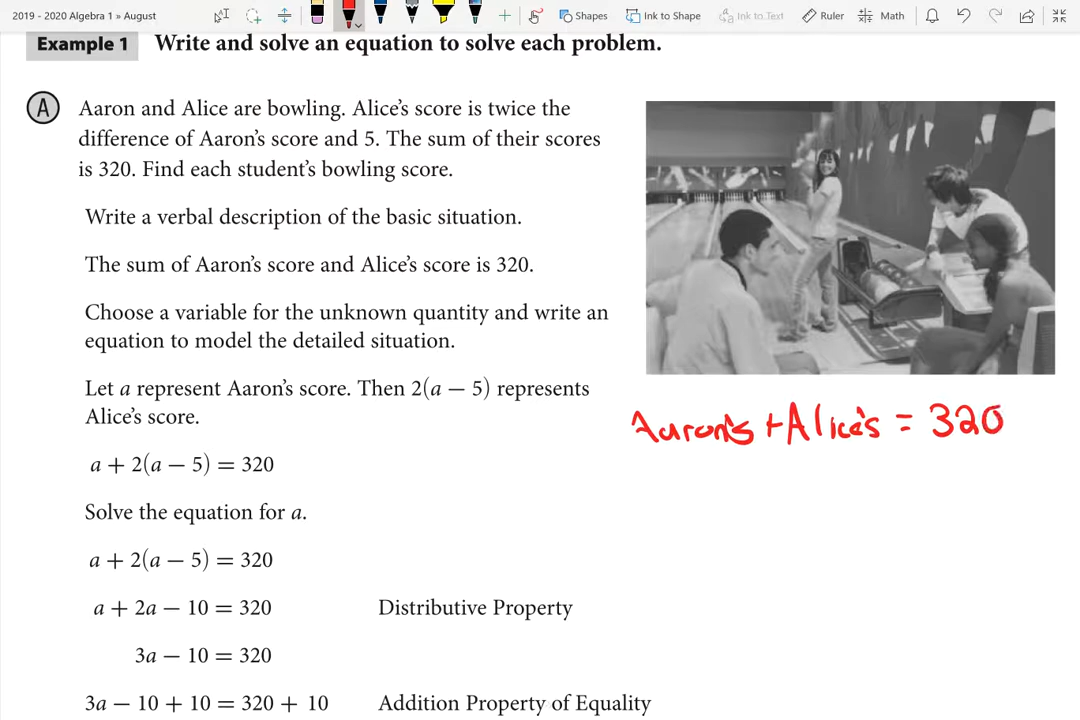 2019 - 2020 Algebra 1 » August
Shapes
Ink to Shape
Ink to Text
Ruler
Math
Example 1 Write and solve an equation to solve each problem.
A Aaron and Alice are bowling. Alice's score is twice the
difference of Aaron's score and 5. The sum of their scores
is 320. Find each student's bowling score.
Write a verbal description of the basic situation.
The sum of Aaron's score and Alice's score is 320.
Choose a variable for the unknown quantity and write an
equation to model the detailed situation.
Let a represent Aaron's score. Then 2(a − 5) represents
Alice's score.
Aaron's + Alice's = 320
a + 2(a − 5) = 320
Solve the equation for a.
a + 2(a − 5) = 320
a + 2a − 10 = 320 Distributive Property
3a − 10 = 320
3a − 10 + 10 = 320 + 10 Addition Property of Equality